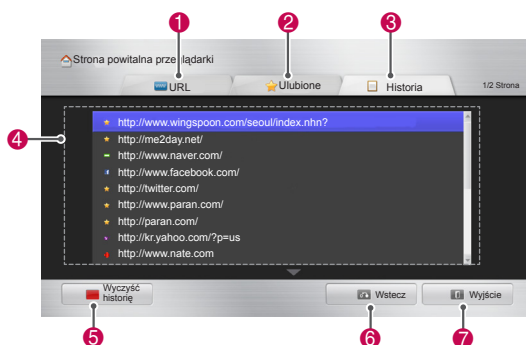 1 2 3
Strona powitalna przeglądarki
URL Ulubione Historia 1/2 Strona
4
http://www.wingspoon.com/seoul/index.nhn?
http://me2day.net/
http://www.naver.com/
http://www.facebook.com/
http://twitter.com/
http://www.paran.com/
http://paran.com/
http://kr.yahoo.com/?p=us
http://www.nate.com
Wyczyść
historię
Wstecz Wyjście
5 6 7